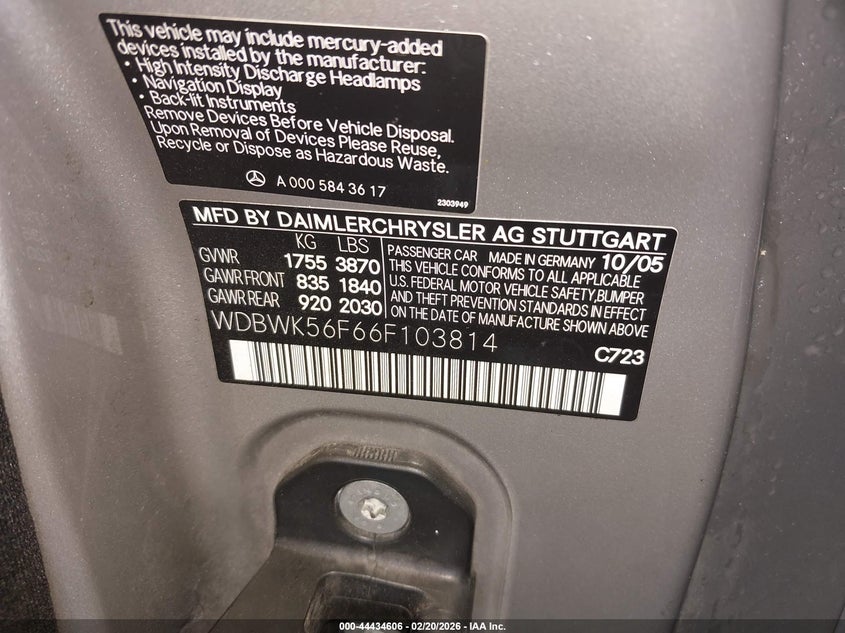 This vehicle may include mercury-added
devices installed by the manufacturer:
• High Intensity Discharge Headlamps
• Navigation Display
• Back-lit Instruments
Remove Devices Before Vehicle Disposal.
Upon Removal of Devices Please Reuse,
Recycle or Dispose as Hazardous Waste.
A 000 584 36 17
2303949
MFD BY DAIMLERCHRYSLER AG STUTTGART
KG LBS
GVWR 1755 3870
GAWR FRONT 835 1840
GAWR REAR 920 2030
PASSENGER CAR MADE IN GERMANY 10/05
THIS VEHICLE CONFORMS TO ALL APPLICABLE
U.S. FEDERAL MOTOR VEHICLE SAFETY,BUMPER
AND THEFT PREVENTION STANDARDS IN EFFECT
ON THE DATE OF MANUFACTURE SHOWN ABOVE
WDBWK56F66F103814
C723
000-44434606 - 02/20/2026 - IAA Inc.